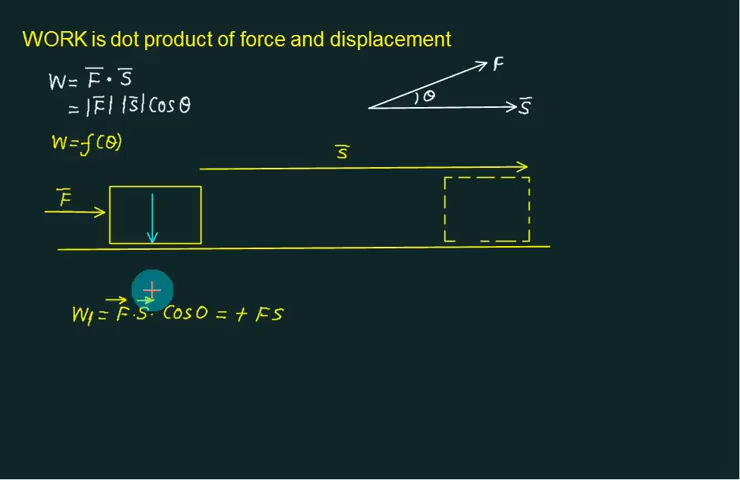 WORK is dot product of force and displacement
W = F̅ · S̅
= |F̅| |S̅| Cos θ
W = f(θ)
F
θ
S̅
S̅
F̅
W₁ = F⃗ · S⃗ · Cos 0 = + FS